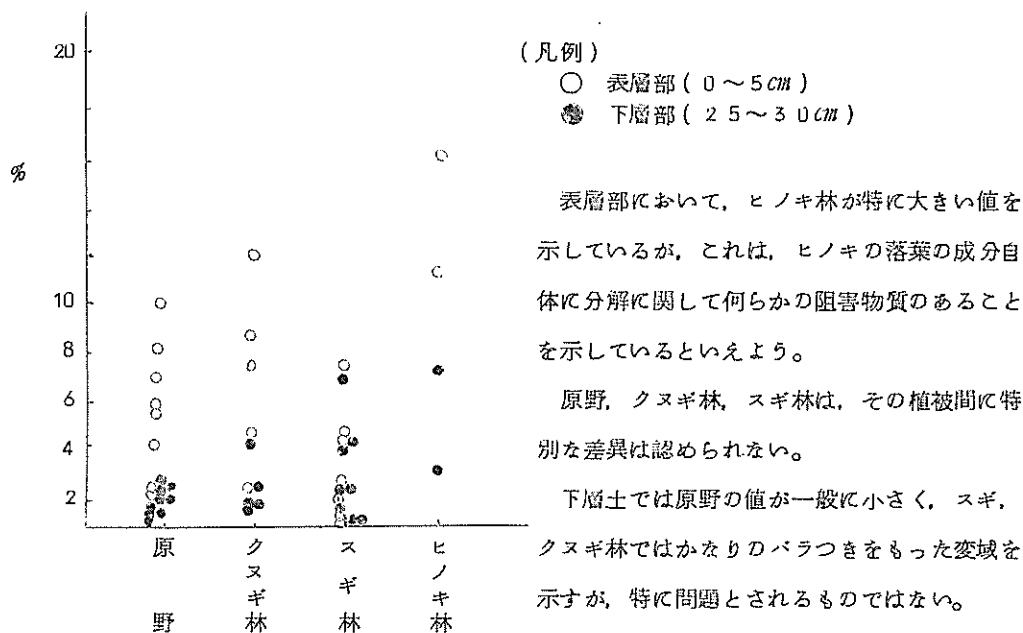 20
10
8
6
4
2
%
原野
クヌギ林
スギ林
ヒノキ林
(凡例)
○ 表層部(0～5cm)
● 下層部(25～30cm)
表層部において，ヒノキ林が特に大きい値を
示しているが，これは，ヒノキの落葉の成分自
体に分解に関して何らかの阻害物質のあること
を示しているといえよう。
原野，クヌギ林，スギ林は，その植被間に特
別な差異は認められない。
下層土では原野の値が一般に小さく，スギ，
クヌギ林ではかなりのバラつきをもった変域を
示すが，特に問題とされるものではない。